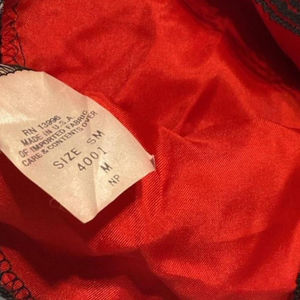 RN 13996
MADE IN U.S.A.
OF IMPORTED FABRIC
CARE & CONTENTS OVER
SIZE SM
4001
M
NP